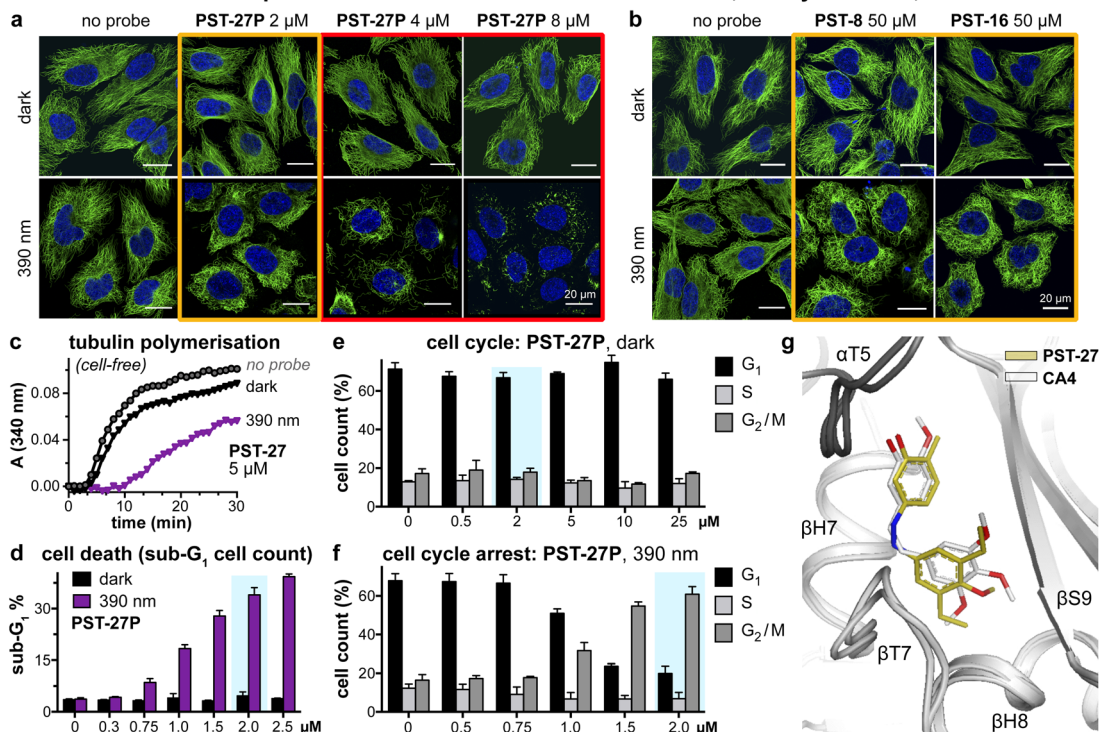 a
no probe PST-27P 2 µM PST-27P 4 µM PST-27P 8 µM
dark
390 nm
20 µm
b
no probe PST-8 50 µM PST-16 50 µM
dark
390 nm
20 µm
c tubulin polymerisation
(cell-free)
no probe
dark
390 nm
PST-27
5 µM
A (340 nm)
0.08
0.04
0.00
0 10 20 30
time (min)
d cell death (sub-G1 cell count)
dark
390 nm
PST-27P
sub-G1 %
30
15
0
0 0.3 0.75 1.0 1.5 2.0 2.5 µM
e cell cycle: PST-27P, dark
G1
S
G2/M
cell count (%)
60
40
20
0
0 0.5 2 5 10 25 µM
f cell cycle arrest: PST-27P, 390 nm
G1
S
G2/M
cell count (%)
60
40
20
0
0 0.5 0.75 1.0 1.5 2.0 µM
g
αT5
PST-27
CA4
βH7
βS9
βT7
βH8